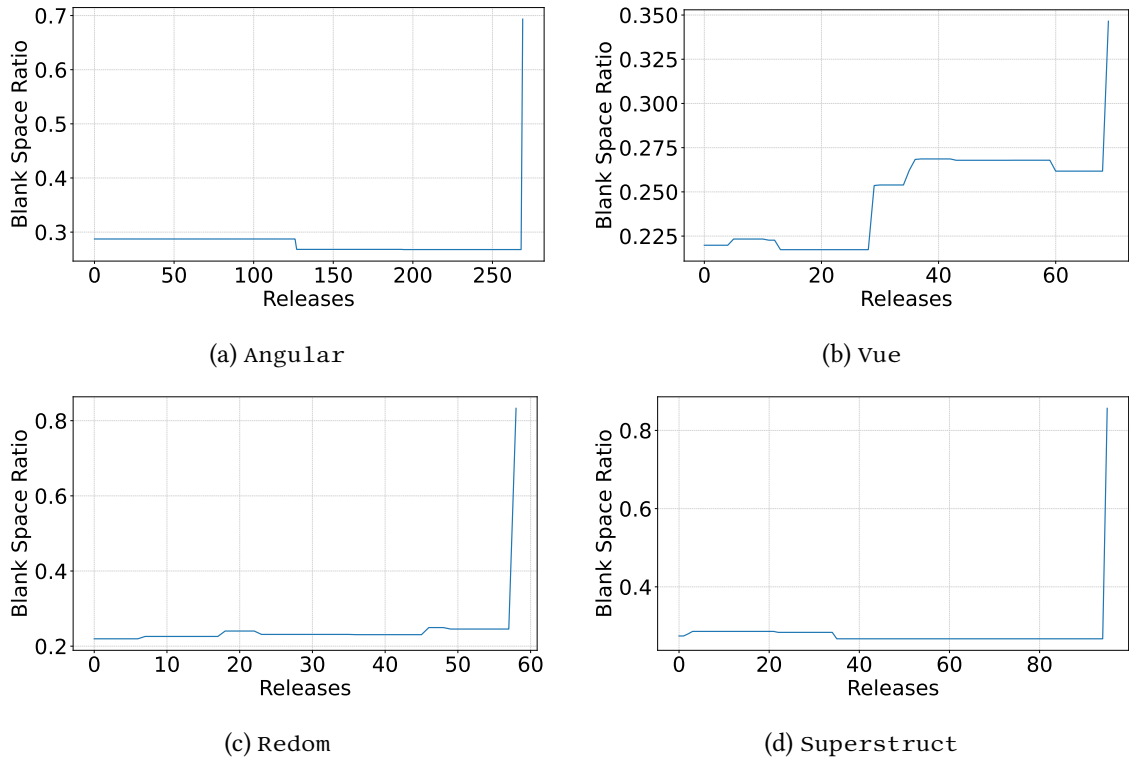 0.7
0.6
0.5
0.4
0.3
Blank Space Ratio
0 50 100 150 200 250
Releases
(a) Angular
0.350
0.325
0.300
0.275
0.250
0.225
Blank Space Ratio
0 20 40 60
Releases
(b) Vue
0.8
0.6
0.4
0.2
Blank Space Ratio
0 10 20 30 40 50 60
Releases
(c) Redom
0.8
0.6
0.4
Blank Space Ratio
0 20 40 60 80
Releases
(d) Superstruct